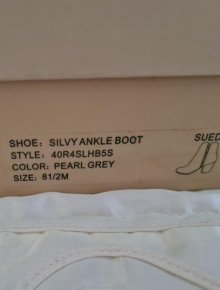 SHOE: SILVY ANKLE BOOT
STYLE: 40R4SLHB5S
COLOR: PEARL GREY
SIZE: 81/2M
SUED